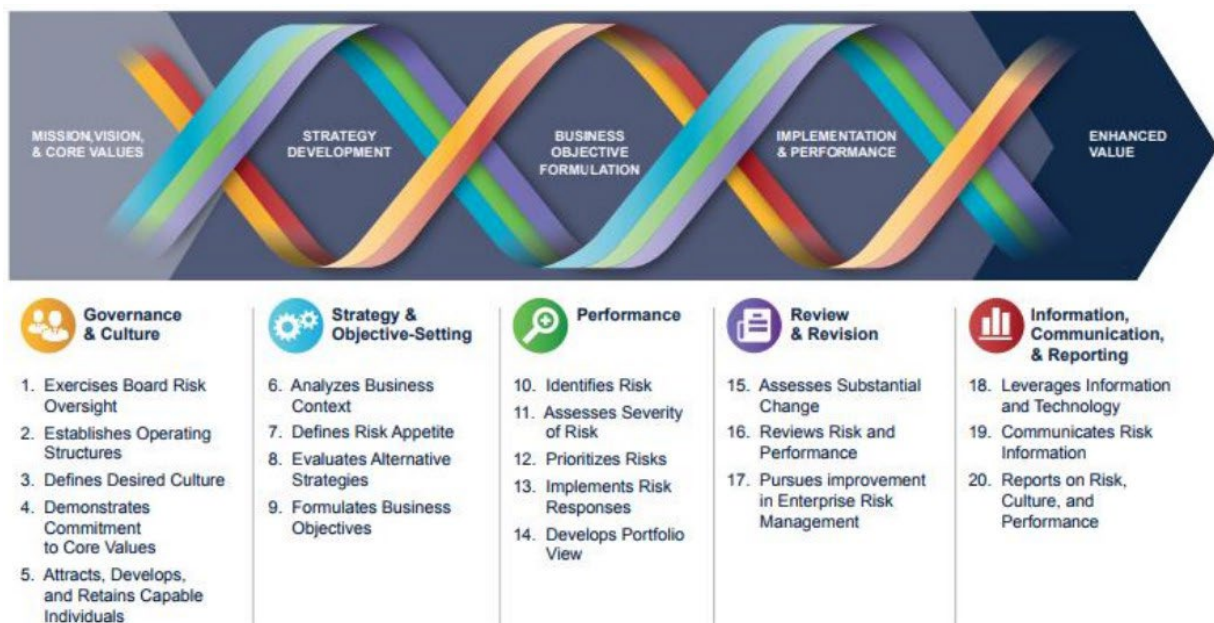 MISSION, VISION,
& CORE VALUES
STRATEGY
DEVELOPMENT
BUSINESS
OBJECTIVE
FORMULATION
IMPLEMENTATION
& PERFORMANCE
ENHANCED
VALUE
Governance
& Culture
1. Exercises Board Risk
Oversight
2. Establishes Operating
Structures
3. Defines Desired Culture
4. Demonstrates
Commitment
to Core Values
5. Attracts, Develops,
and Retains Capable
Individuals
Strategy &
Objective-Setting
6. Analyzes Business
Context
7. Defines Risk Appetite
8. Evaluates Alternative
Strategies
9. Formulates Business
Objectives
Performance
10. Identifies Risk
11. Assesses Severity
of Risk
12. Prioritizes Risks
13. Implements Risk
Responses
14. Develops Portfolio
View
Review
& Revision
15. Assesses Substantial
Change
16. Reviews Risk and
Performance
17. Pursues improvement
in Enterprise Risk
Management
Information,
Communication,
& Reporting
18. Leverages Information
and Technology
19. Communicates Risk
Information
20. Reports on Risk,
Culture, and
Performance